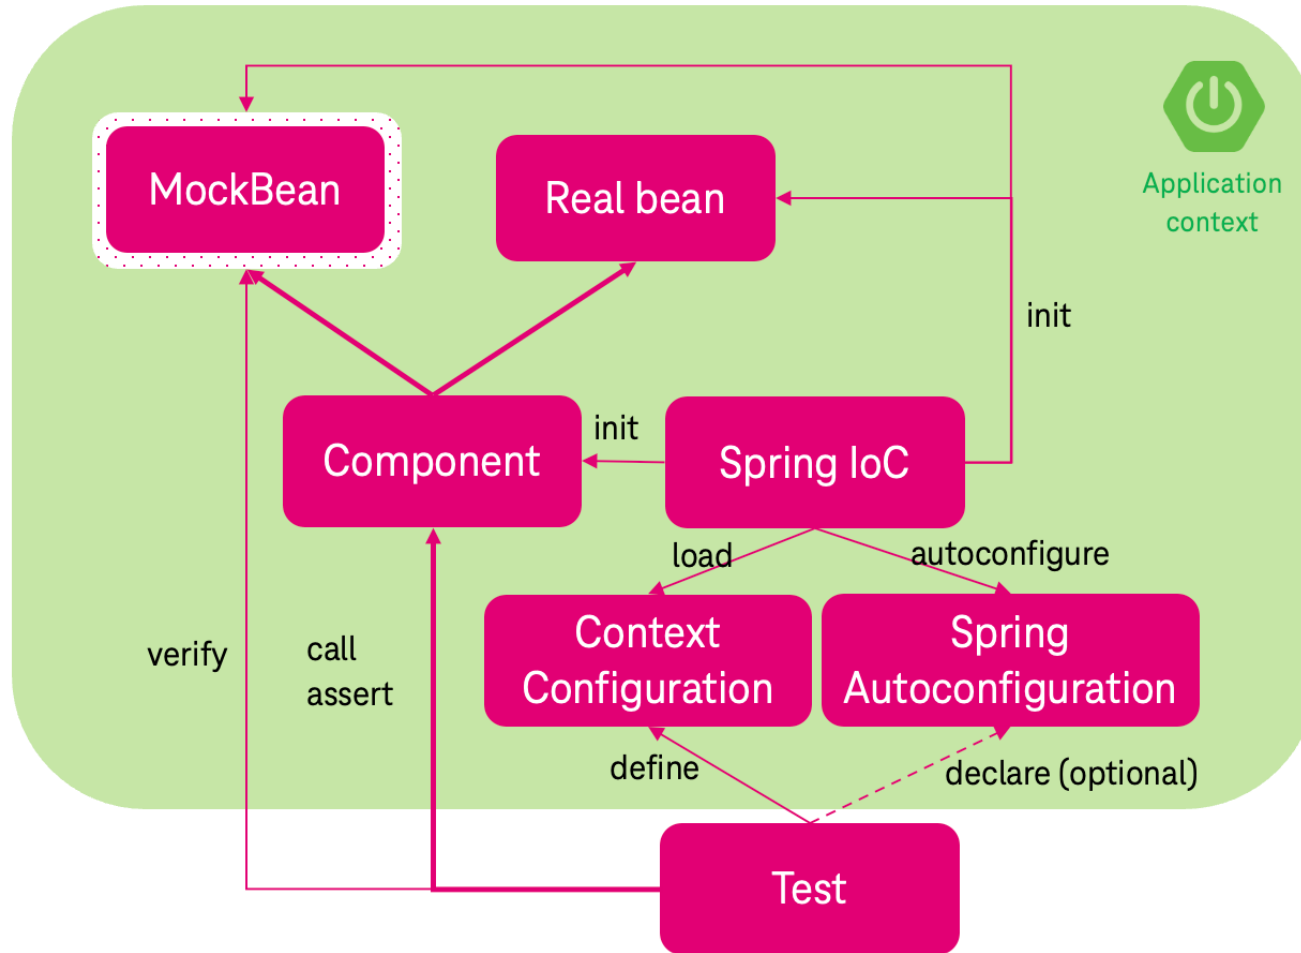 MockBean
Real bean
Application
context
init
Component
init
Spring IoC
load
autoconfigure
Context
Configuration
Spring
Autoconfiguration
verify
call
assert
define
declare (optional)
Test